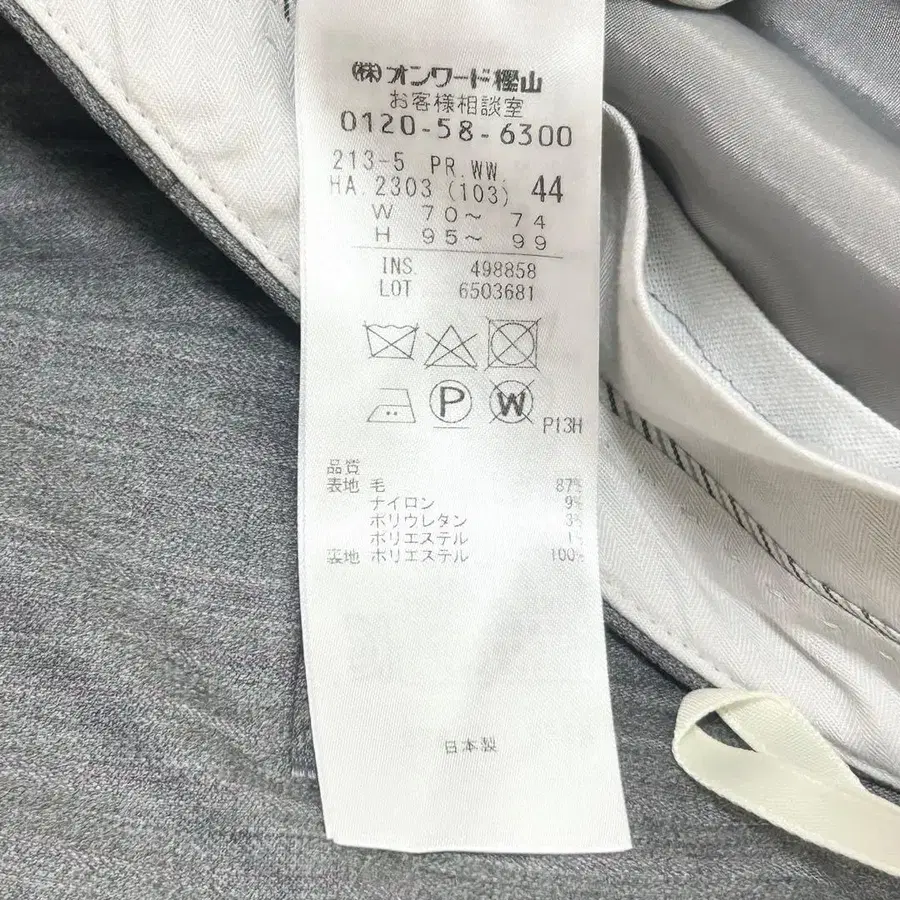 ㈱オンワード樫山
お客様相談室
0120-58-6300
213-5 PR.WW.
HA.2303 (103) 44
W 70～ 74
H 95～ 99
INS. 498858
LOT 6503681
P W P13H
品質
表地 毛 87%
ナイロン 9%
ポリウレタン 3%
ポリエステル 1%
裏地 ポリエステル 100%
日本製